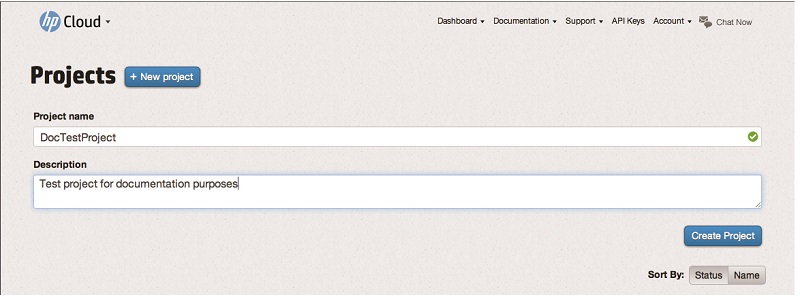 hp Cloud
Dashboard Documentation Support API Keys Account Chat Now
Projects + New project
Project name
DocTestProject
Description
Test project for documentation purposes
Create Project
Sort By: Status Name